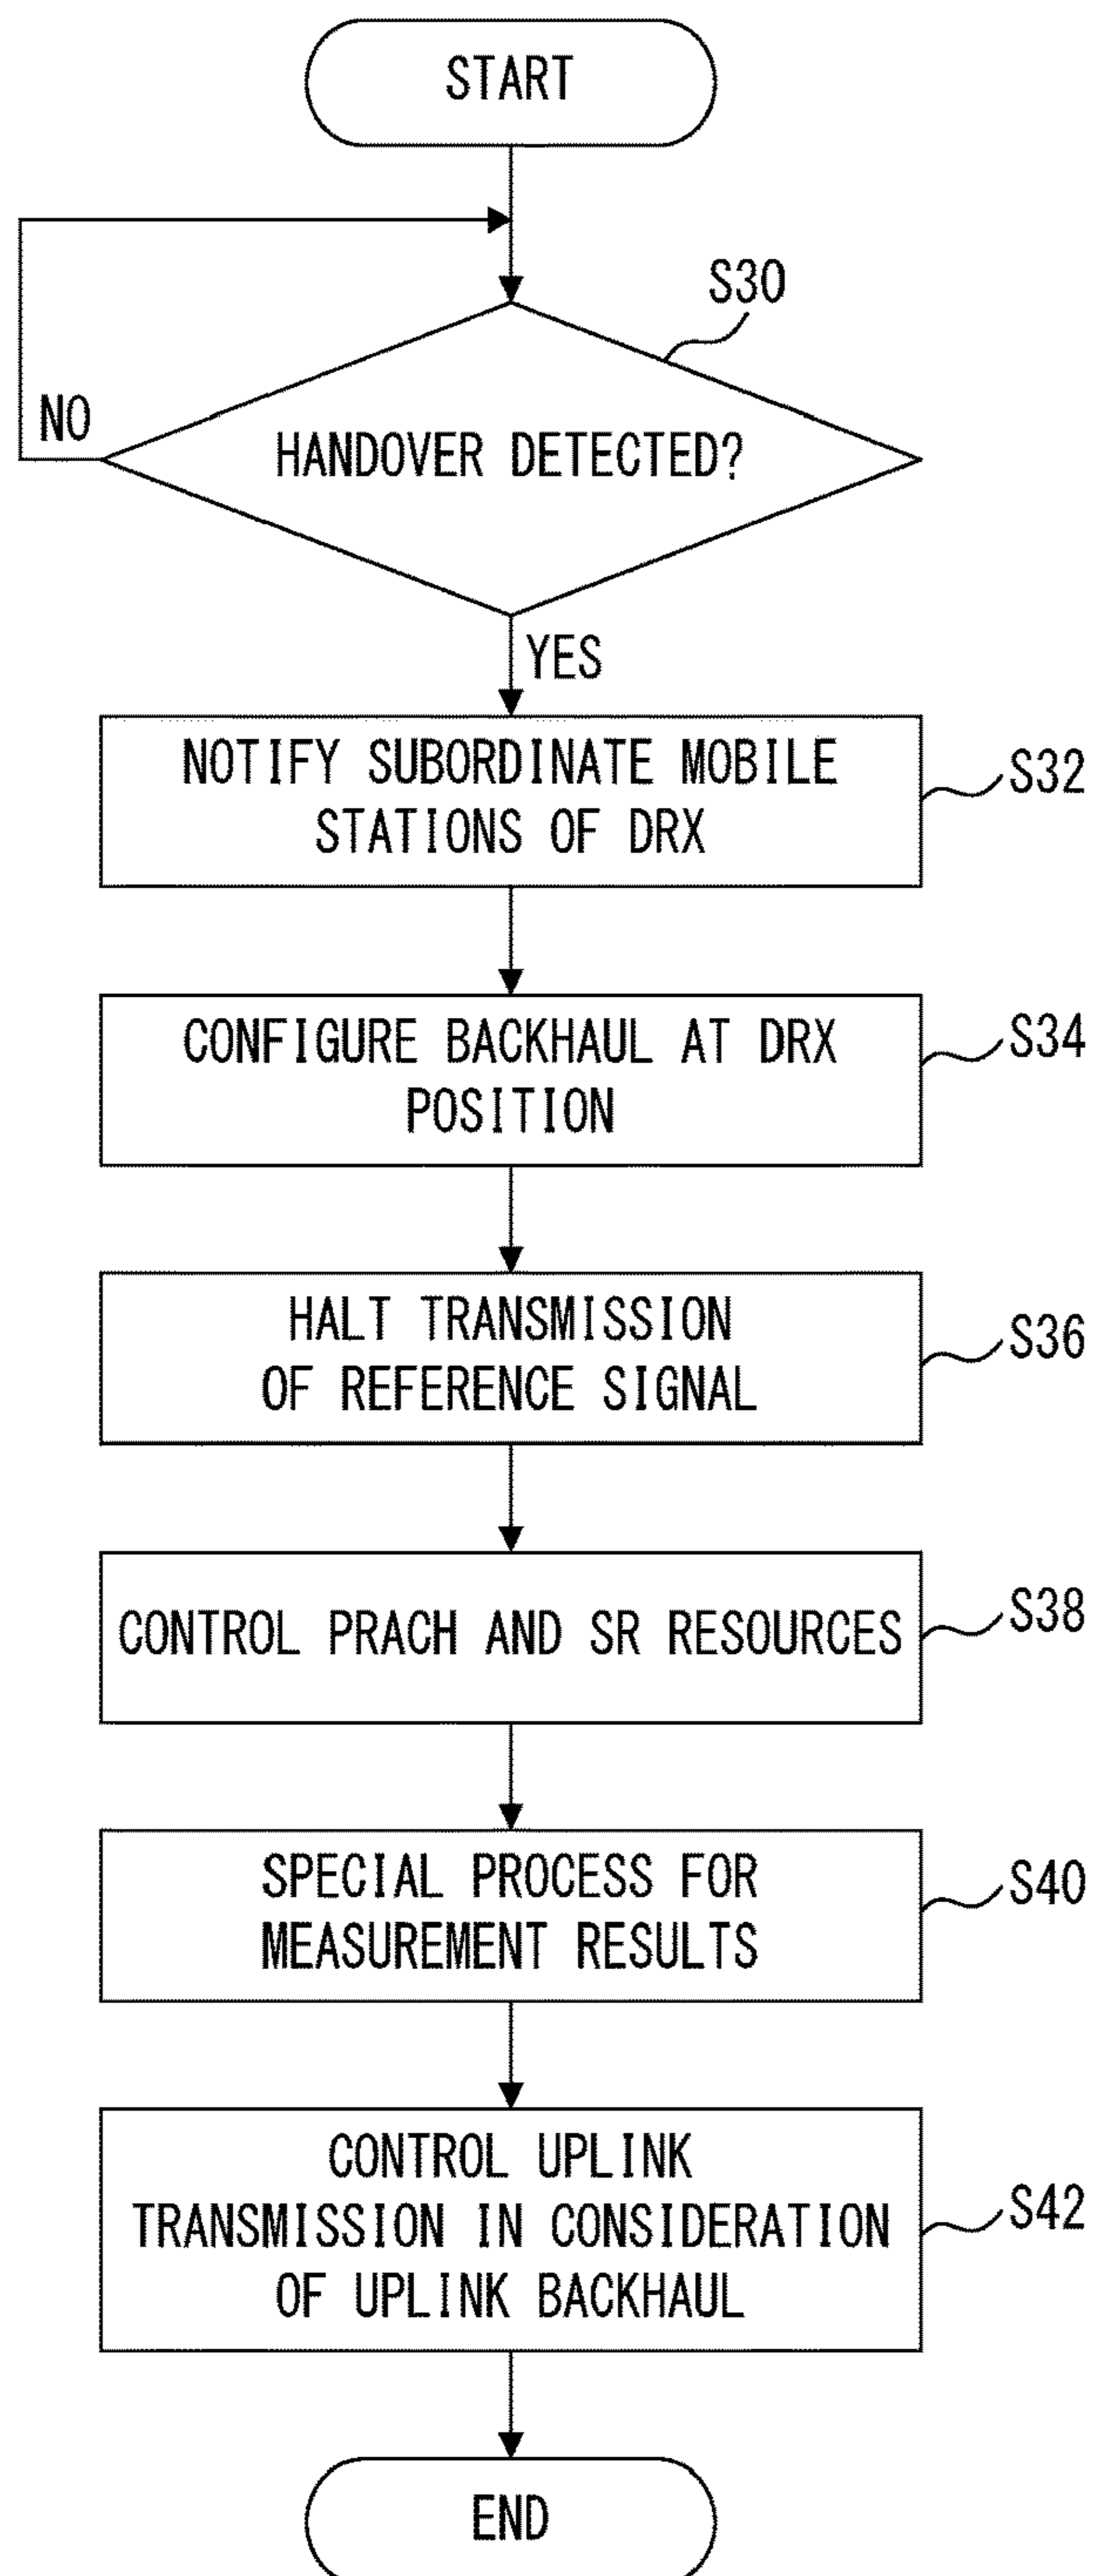 START
S30
NO
HANDOVER DETECTED?
YES
NOTIFY SUBORDINATE MOBILE
STATIONS OF DRX
S32
CONFIGURE BACKHAUL AT DRX
POSITION
S34
HALT TRANSMISSION
OF REFERENCE SIGNAL
S36
CONTROL PRACH AND SR RESOURCES
S38
SPECIAL PROCESS FOR
MEASUREMENT RESULTS
S40
CONTROL UPLINK
TRANSMISSION IN CONSIDERATION
OF UPLINK BACKHAUL
S42
END